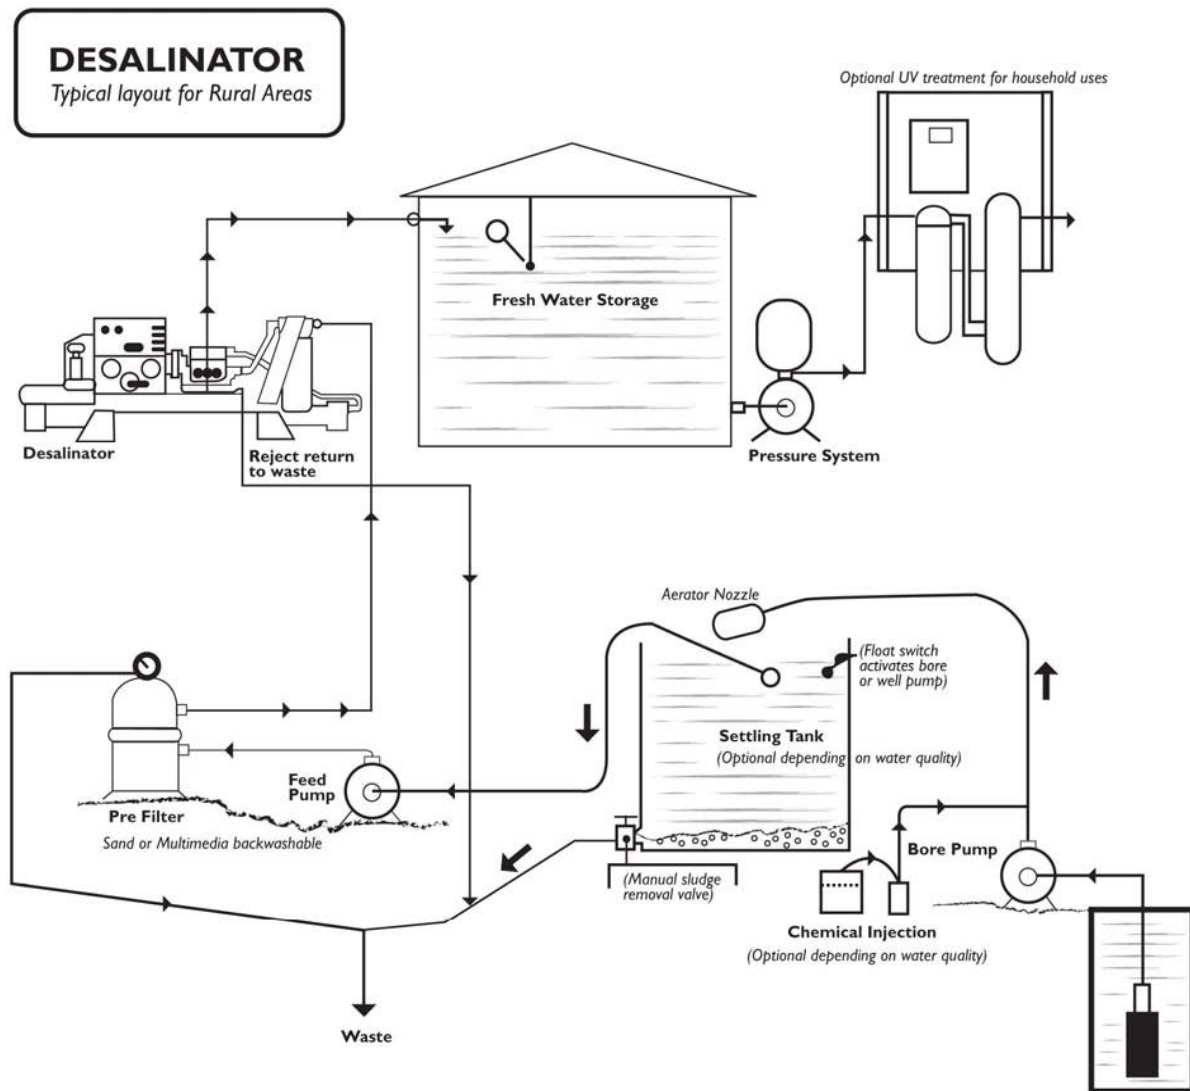 DESALINATOR
Typical layout for Rural Areas
Optional UV treatment for household uses
Fresh Water Storage
Desalinator
Reject return
to waste
Pressure System
Aerator Nozzle
(Float switch
activates bore
or well pump)
Settling Tank
(Optional depending on water quality)
Feed
Pump
Pre Filter
Sand or Multimedia backwashable
(Manual sludge
removal valve)
Bore Pump
Chemical Injection
(Optional depending on water quality)
Waste